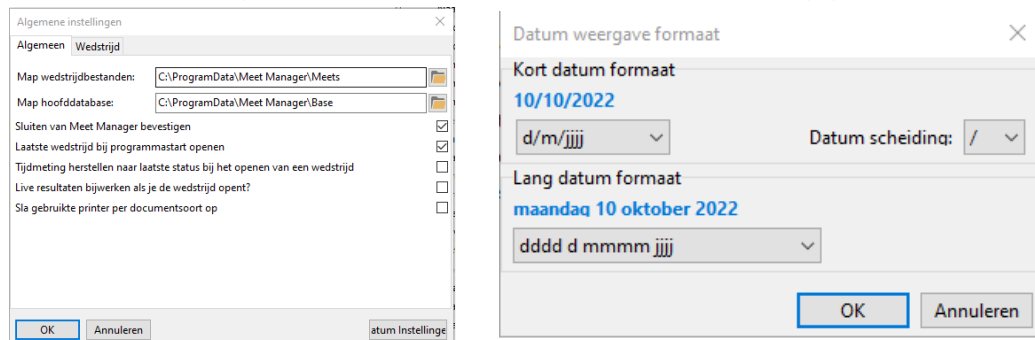 Algemene instellingen
Algemeen Wedstrijd
Map wedstrijdbestanden: C:\ProgramData\Meet Manager\Meets
Map hoofddatabase: C:\ProgramData\Meet Manager\Base
Sluiten van Meet Manager bevestigen
Laatste wedstrijd bij programmastart openen
Tijdmeting herstellen naar laatste status bij het openen van een wedstrijd
Live resultaten bijwerken als je de wedstrijd opent?
Sla gebruikte printer per documentsoort op
OK Annuleren atum Instellinge
Datum weergave formaat
Kort datum formaat
10/10/2022
d/m/jjjj Datum scheiding: /
Lang datum formaat
maandag 10 oktober 2022
dddd d mmmm jjjj
OK Annuleren